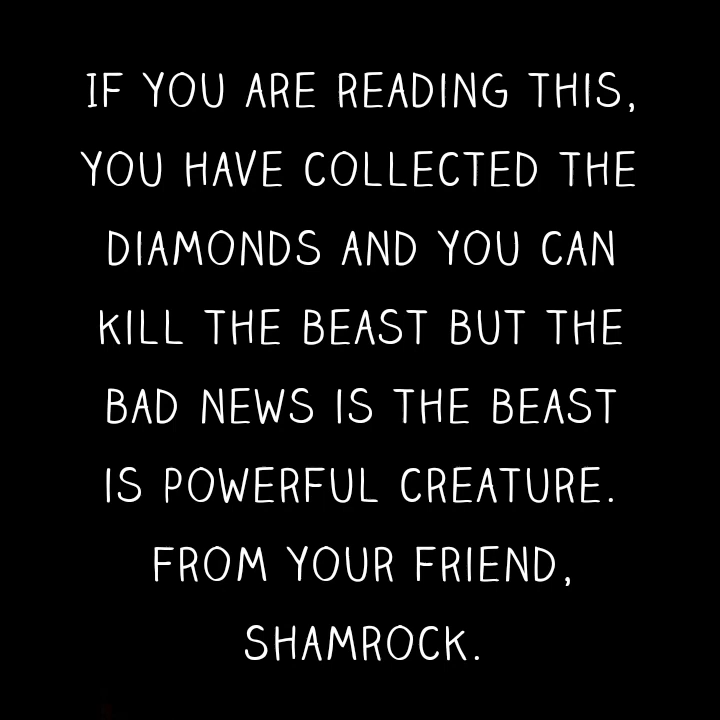 IF YOU ARE READING THIS,
YOU HAVE COLLECTED THE
DIAMONDS AND YOU CAN
KILL THE BEAST BUT THE
BAD NEWS IS THE BEAST
IS POWERFUL CREATURE.
FROM YOUR FRIEND,
SHAMROCK.